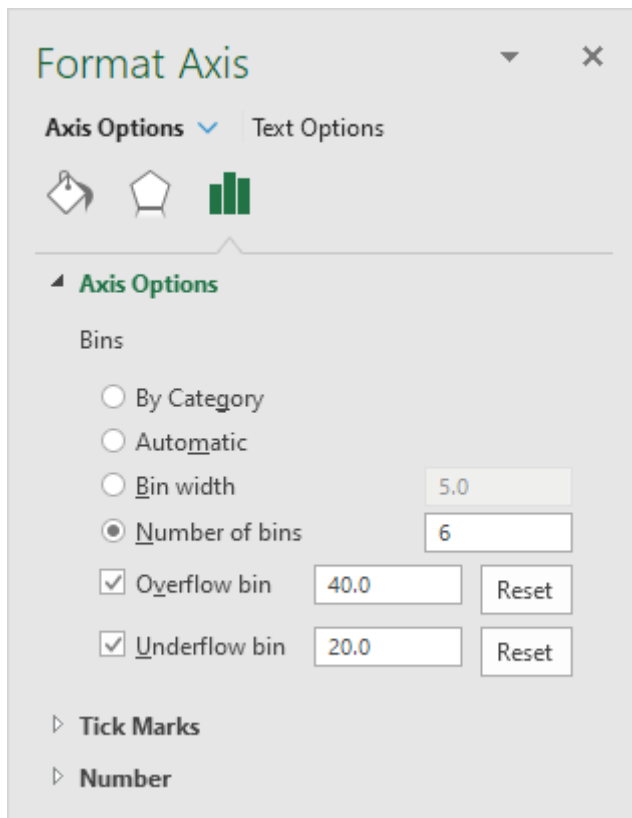 Format Axis
Axis Options Text Options
Axis Options
Bins
By Category
Automatic
Bin width 5.0
Number of bins 6
Overflow bin 40.0 Reset
Underflow bin 20.0 Reset
Tick Marks
Number